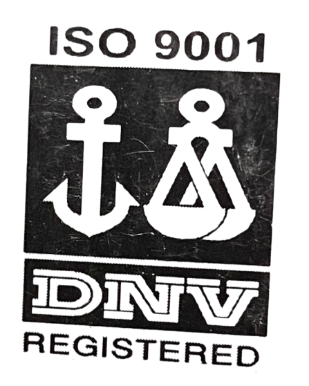 ISO 9001
DNV
REGISTERED